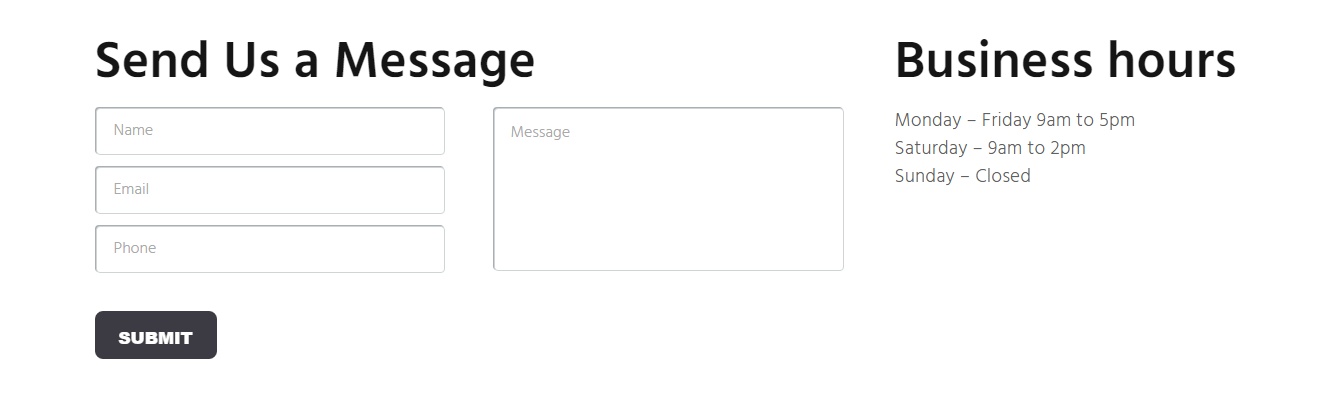 Send Us a Message
Name
Email
Phone
Message
SUBMIT
Business hours
Monday – Friday 9am to 5pm
Saturday – 9am to 2pm
Sunday – Closed